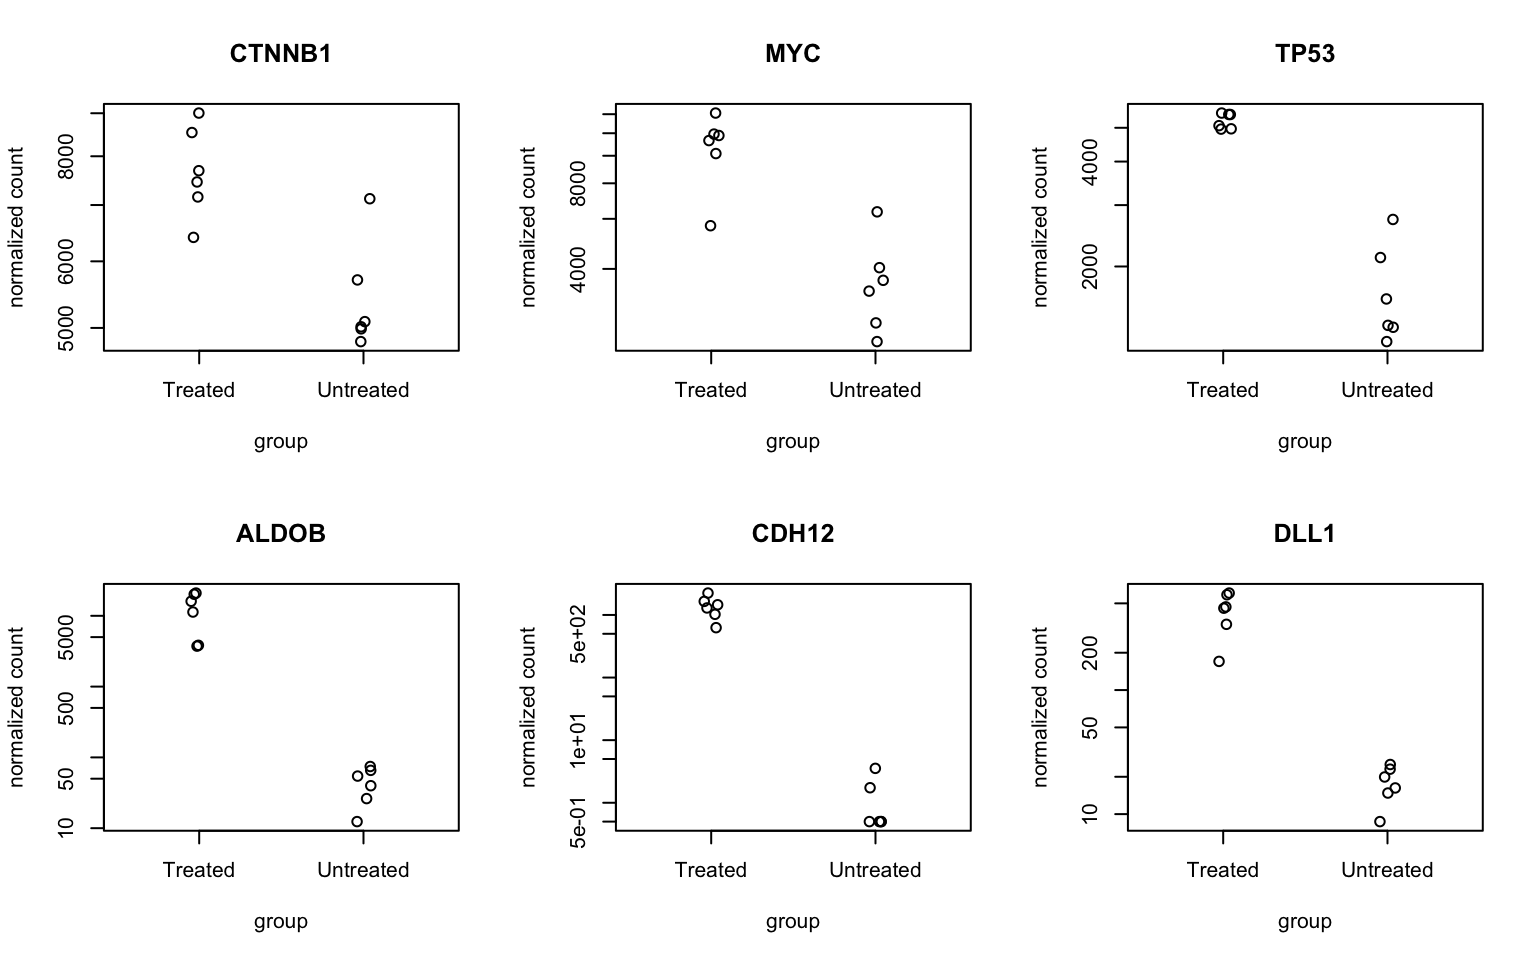 CTNNB1
normalized count
8000
6000
5000
Treated Untreated
group
MYC
normalized count
8000
4000
Treated Untreated
group
TP53
normalized count
4000
2000
Treated Untreated
group
ALDOB
normalized count
5000
500
50
10
Treated Untreated
group
CDH12
normalized count
5e+02
1e+01
5e-01
Treated Untreated
group
DLL1
normalized count
200
50
10
Treated Untreated
group